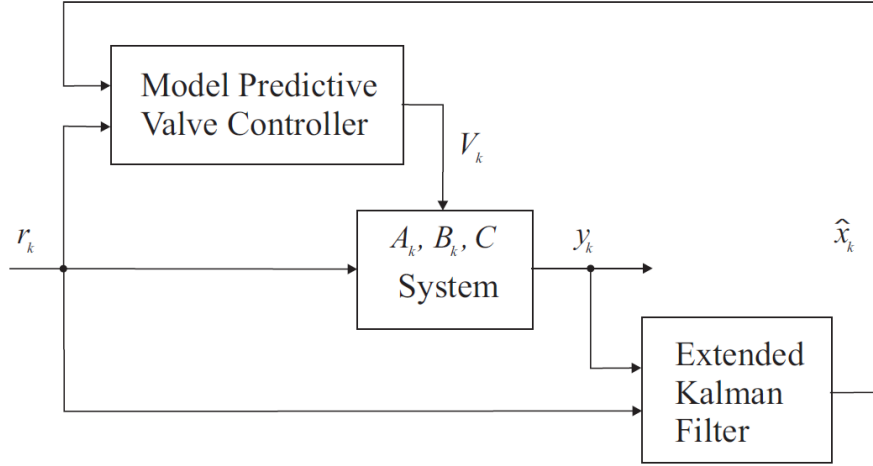 Model Predictive
Valve Controller
V_k
r_k
A_k, B_k, C
System
y_k
x̂_k
Extended
Kalman
Filter